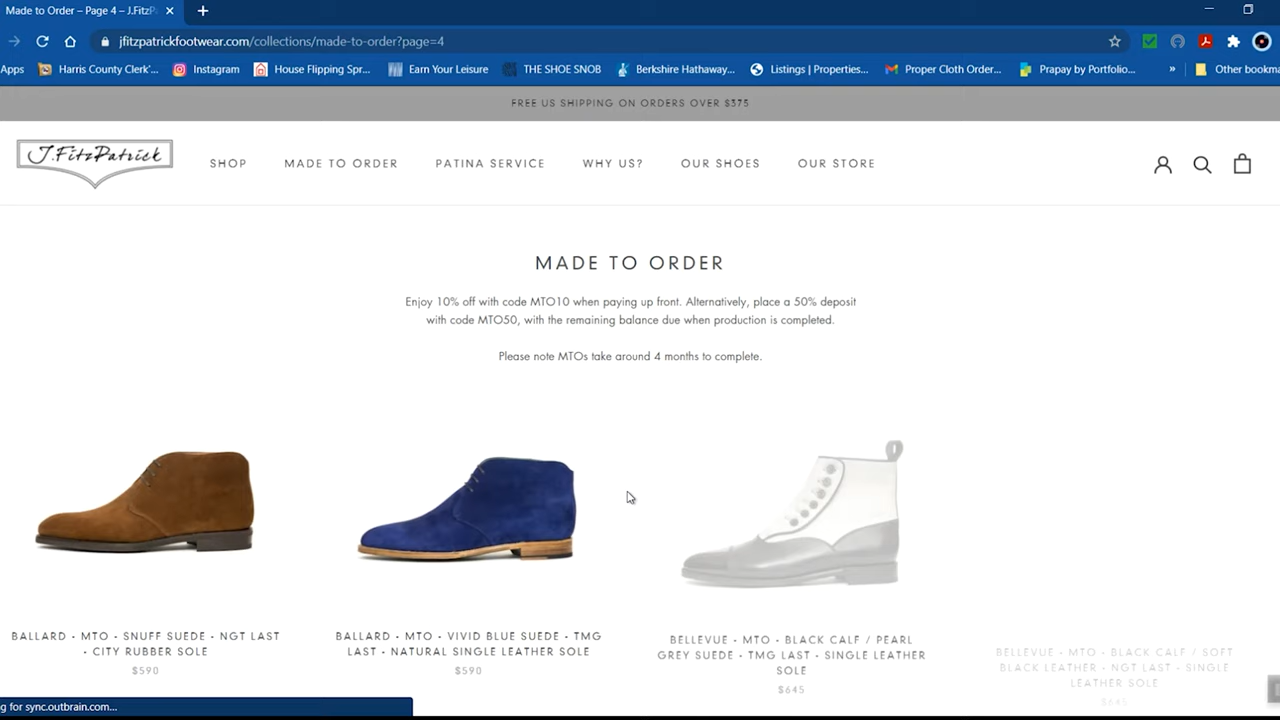 Made to Order – Page 4 – J.FitzP
jfitzpatrickfootwear.com/collections/made-to-order?page=4
Apps
Harris County Clerk'...
Instagram
House Flipping Spr...
Earn Your Leisure
THE SHOE SNOB
Berkshire Hathaway...
Listings | Properties...
Proper Cloth Order...
Prapay by Portfolio...
»
Other bookma
FREE US SHIPPING ON ORDERS OVER $375
J.FitzPatrick
SHOP
MADE TO ORDER
PATINA SERVICE
WHY US?
OUR SHOES
OUR STORE
MADE TO ORDER
Enjoy 10% off with code MTO10 when paying up front. Alternatively, place a 50% deposit
with code MTO50, with the remaining balance due when production is completed.
Please note MTOs take around 4 months to complete.
BALLARD - MTO - SNUFF SUEDE - NGT LAST
- CITY RUBBER SOLE
$590
BALLARD - MTO - VIVID BLUE SUEDE - TMG
LAST - NATURAL SINGLE LEATHER SOLE
$590
BELLEVUE - MTO - BLACK CALF / PEARL
GREY SUEDE - TMG LAST - SINGLE LEATHER
SOLE
$645
BELLEVUE - MTO - BLACK CALF / SOFT
BLACK LEATHER - NGT LAST - SINGLE
LEATHER SOLE
$645
g for sync.outbrain.com...